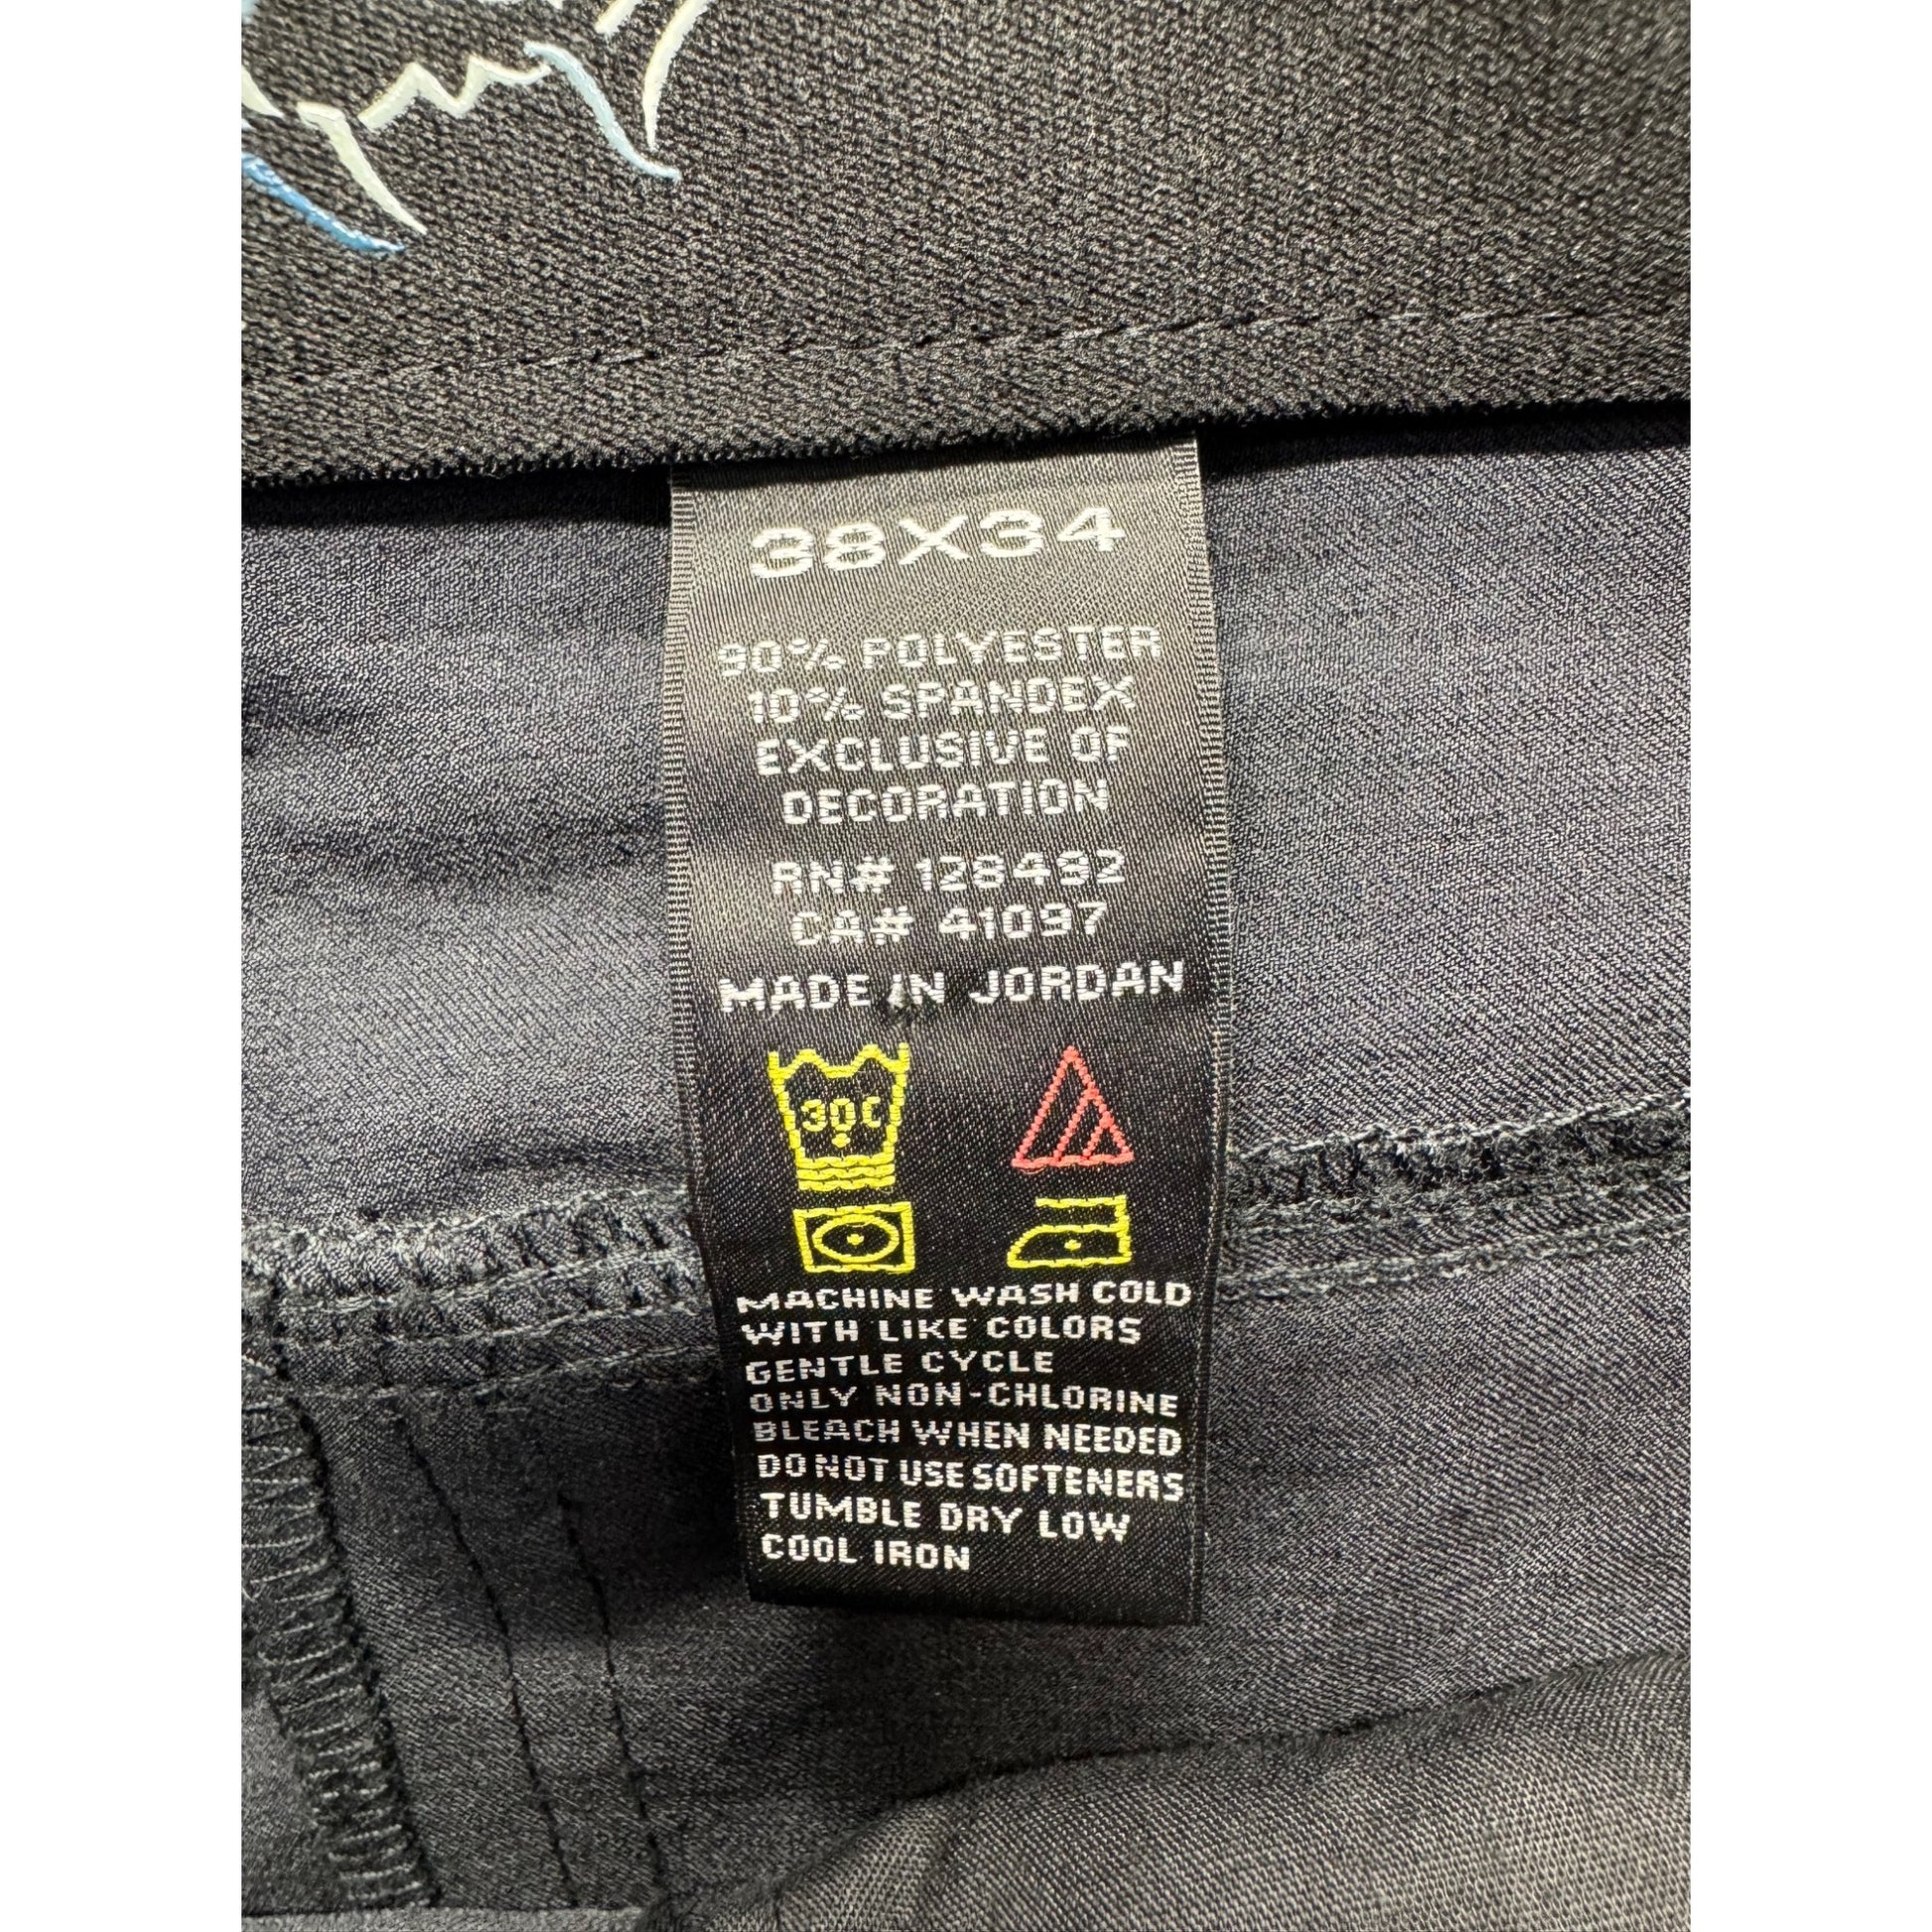 38X34
90% POLYESTER
10% SPANDEX
EXCLUSIVE OF
DECORATION
RN# 128492
CA# 41097
MADE IN JORDAN
30C
MACHINE WASH COLD
WITH LIKE COLORS
GENTLE CYCLE
ONLY NON-CHLORINE
BLEACH WHEN NEEDED
DO NOT USE SOFTENERS
TUMBLE DRY LOW
COOL IRON